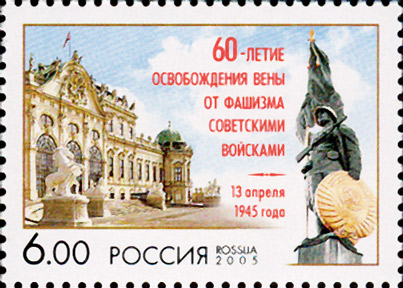 60-ЛЕТИЕ
ОСВОБОЖДЕНИЯ ВЕНЫ
ОТ ФАШИЗМА
СОВЕТСКИМИ
ВОЙСКАМИ
13 апреля
1945 года
6.00 РОССИЯ ROSSIJA
2005